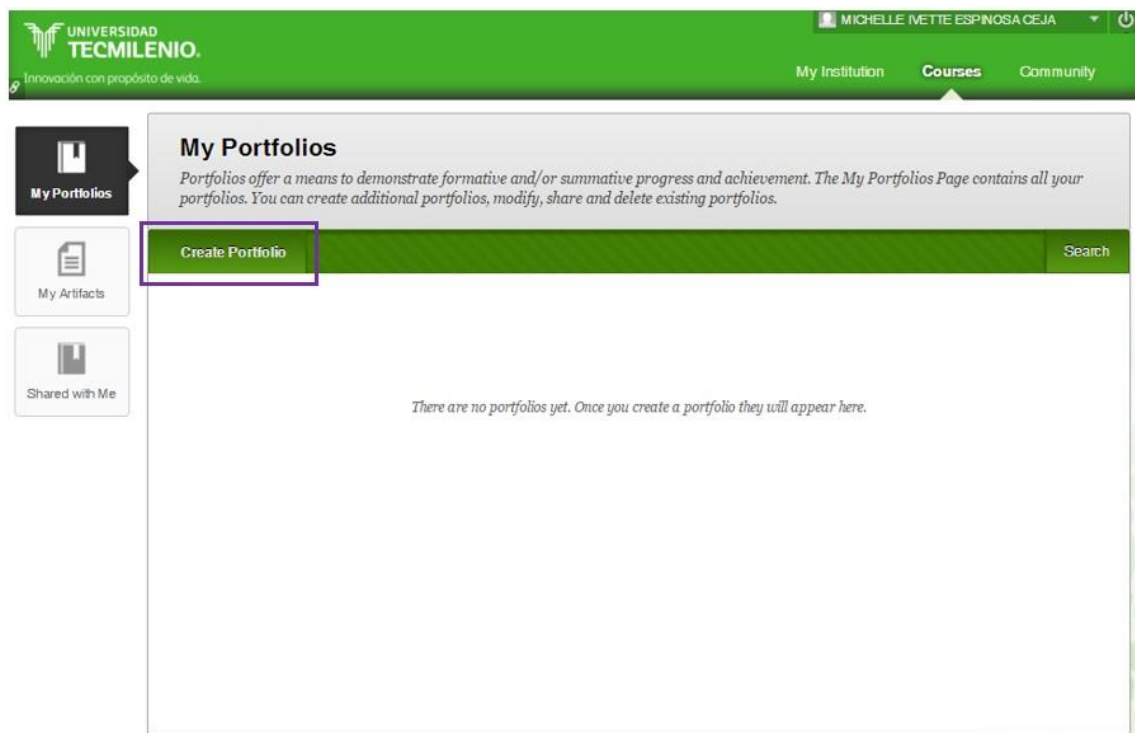 UNIVERSIDAD
TECMILENIO.
Innovación con propósito de vida.
MICHELLE IVETTE ESPINOSA CEJA
My Institution
Courses
Community
My Portfolios
My Artifacts
Shared with Me
My Portfolios
Portfolios offer a means to demonstrate formative and/or summative progress and achievement. The My Portfolios Page contains all your
portfolios. You can create additional portfolios, modify, share and delete existing portfolios.
Create Portfolio
Search
There are no portfolios yet. Once you create a portfolio they will appear here.